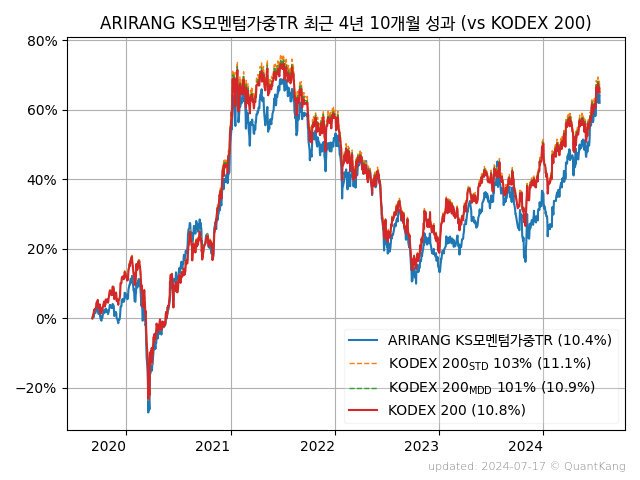 ARIRANG KS모멘텀가중TR 최근 4년 10개월 성과 (vs KODEX 200)
80%
60%
40%
20%
0%
−20%
ARIRANG KS모멘텀가중TR (10.4%)
KODEX 200STD 103% (11.1%)
KODEX 200MDD 101% (10.9%)
KODEX 200 (10.8%)
2020 2021 2022 2023 2024
updated: 2024-07-17 © QuantKang